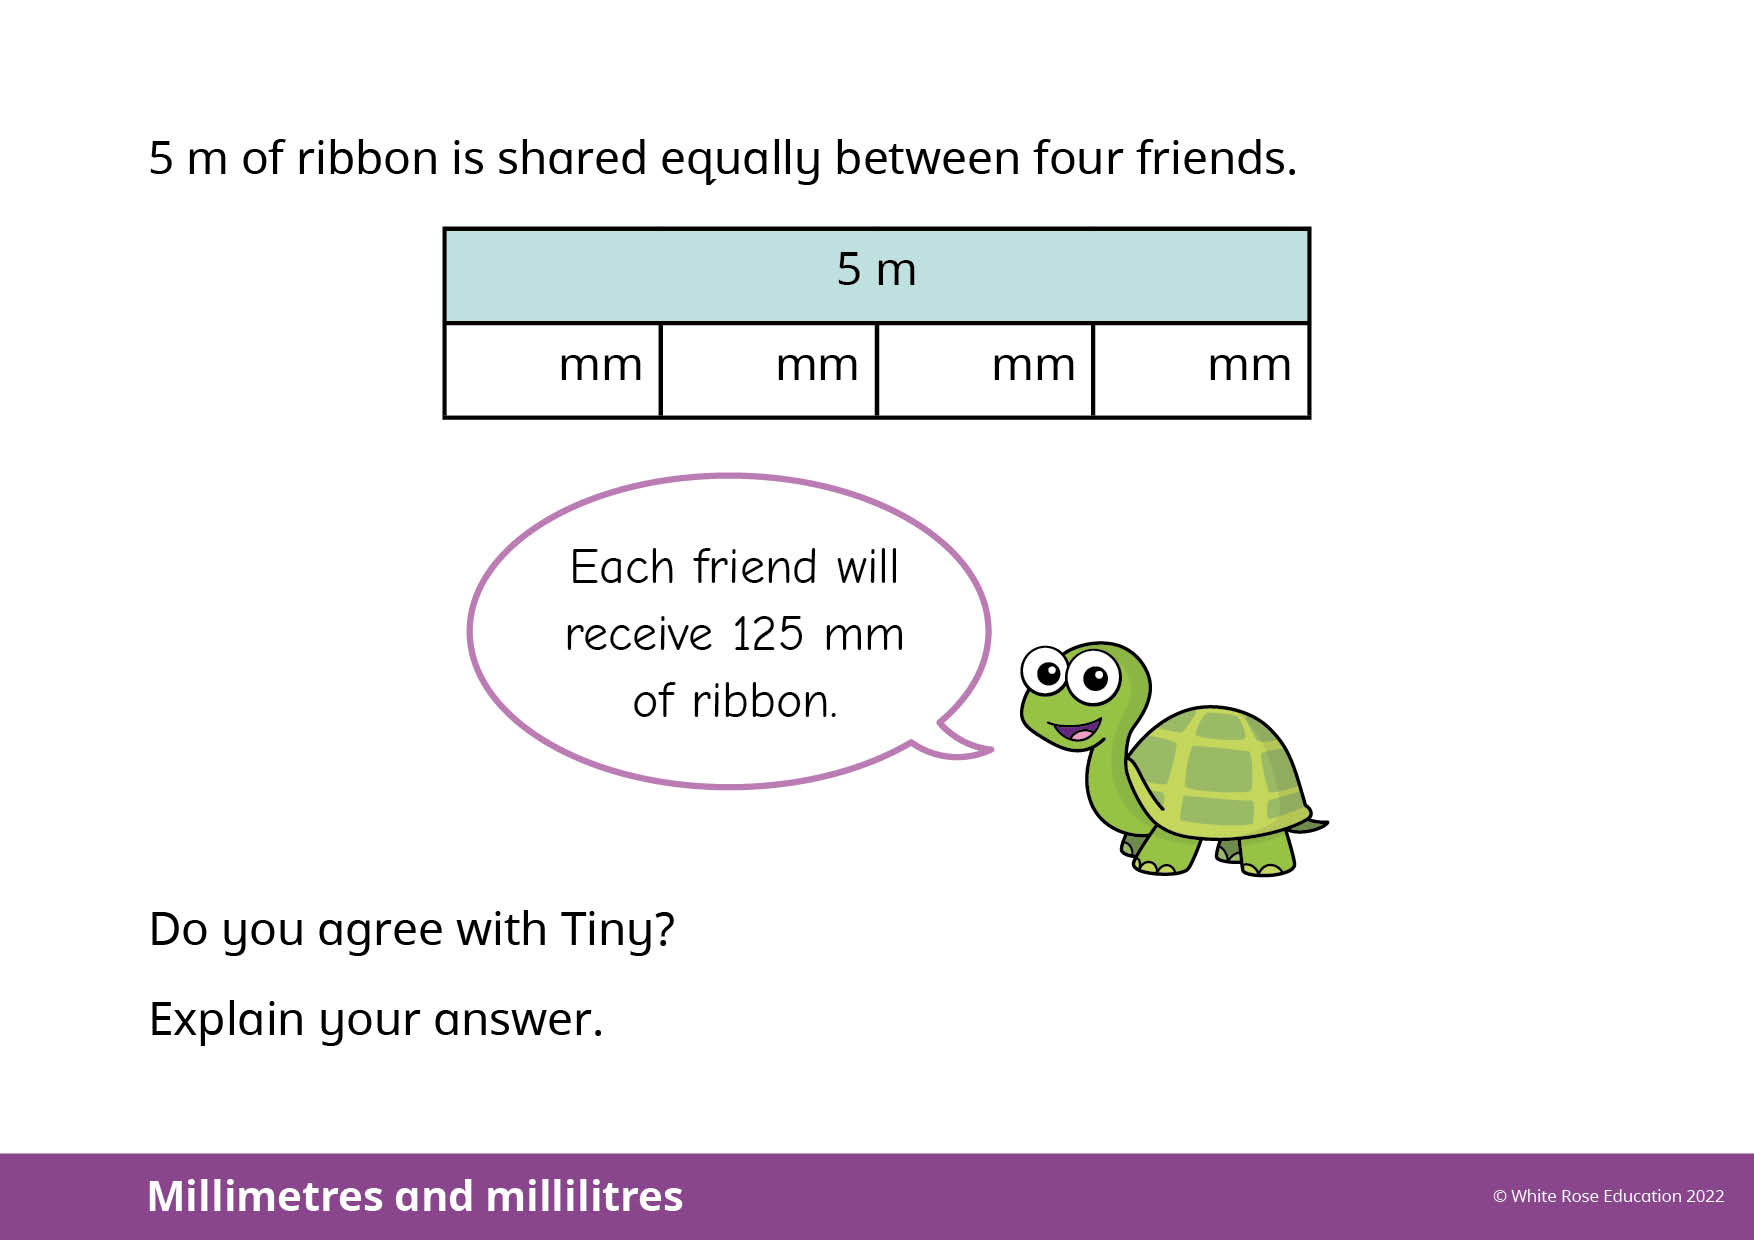 5 m of ribbon is shared equally between four friends.
5 m
mm mm mm mm
Each friend will
receive 125 mm
of ribbon.
Do you agree with Tiny?
Explain your answer.
Millimetres and millilitres
© White Rose Education 2022